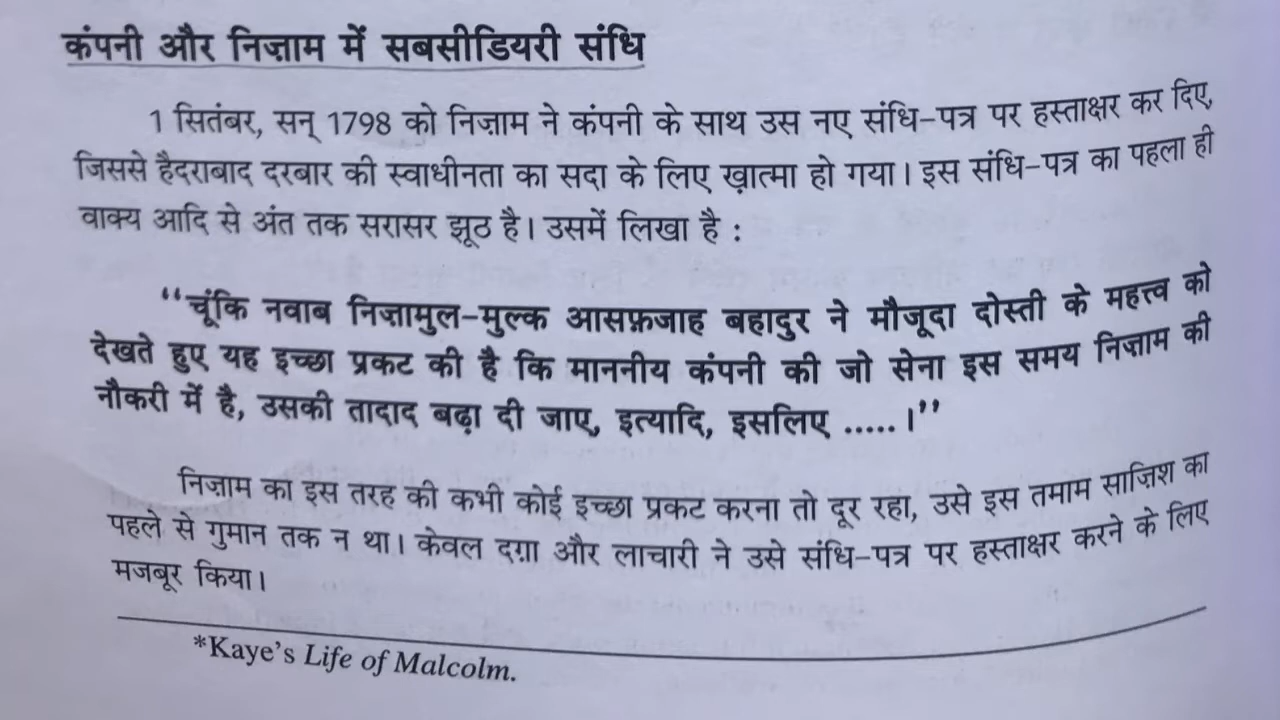 कंपनी और निज़ाम में सबसीडियरी संधि
1 सितंबर, सन् 1798 को निज़ाम ने कंपनी के साथ उस नए संधि-पत्र पर हस्ताक्षर कर दिए,
जिससे हैदराबाद दरबार की स्वाधीनता का सदा के लिए ख़ात्मा हो गया। इस संधि-पत्र का पहला ही
वाक्य आदि से अंत तक सरासर झूठ है। उसमें लिखा है :
“चूंकि नवाब निज़ामुल-मुल्क आसफ़जाह बहादुर ने मौजूदा दोस्ती के महत्त्व को
देखते हुए यह इच्छा प्रकट की है कि माननीय कंपनी की जो सेना इस समय निज़ाम की
नौकरी में है, उसकी तादाद बढ़ा दी जाए, इत्यादि, इसलिए .....।”
निज़ाम का इस तरह की कभी कोई इच्छा प्रकट करना तो दूर रहा, उसे इस तमाम साज़िश का
पहले से गुमान तक न था। केवल दग़ा और लाचारी ने उसे संधि-पत्र पर हस्ताक्षर करने के लिए
मजबूर किया।
*Kaye’s Life of Malcolm.